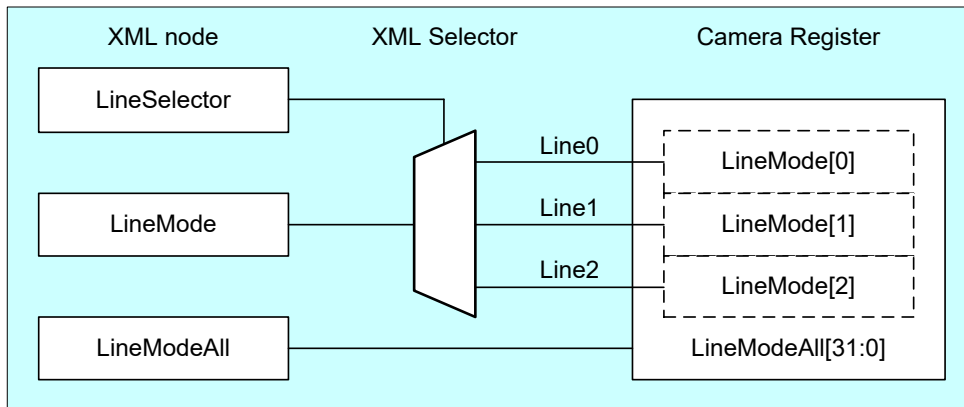 XML node
XML Selector
Camera Register
LineSelector
Line0
LineMode[0]
LineMode
Line1
LineMode[1]
Line2
LineMode[2]
LineModeAll
LineModeAll[31:0]